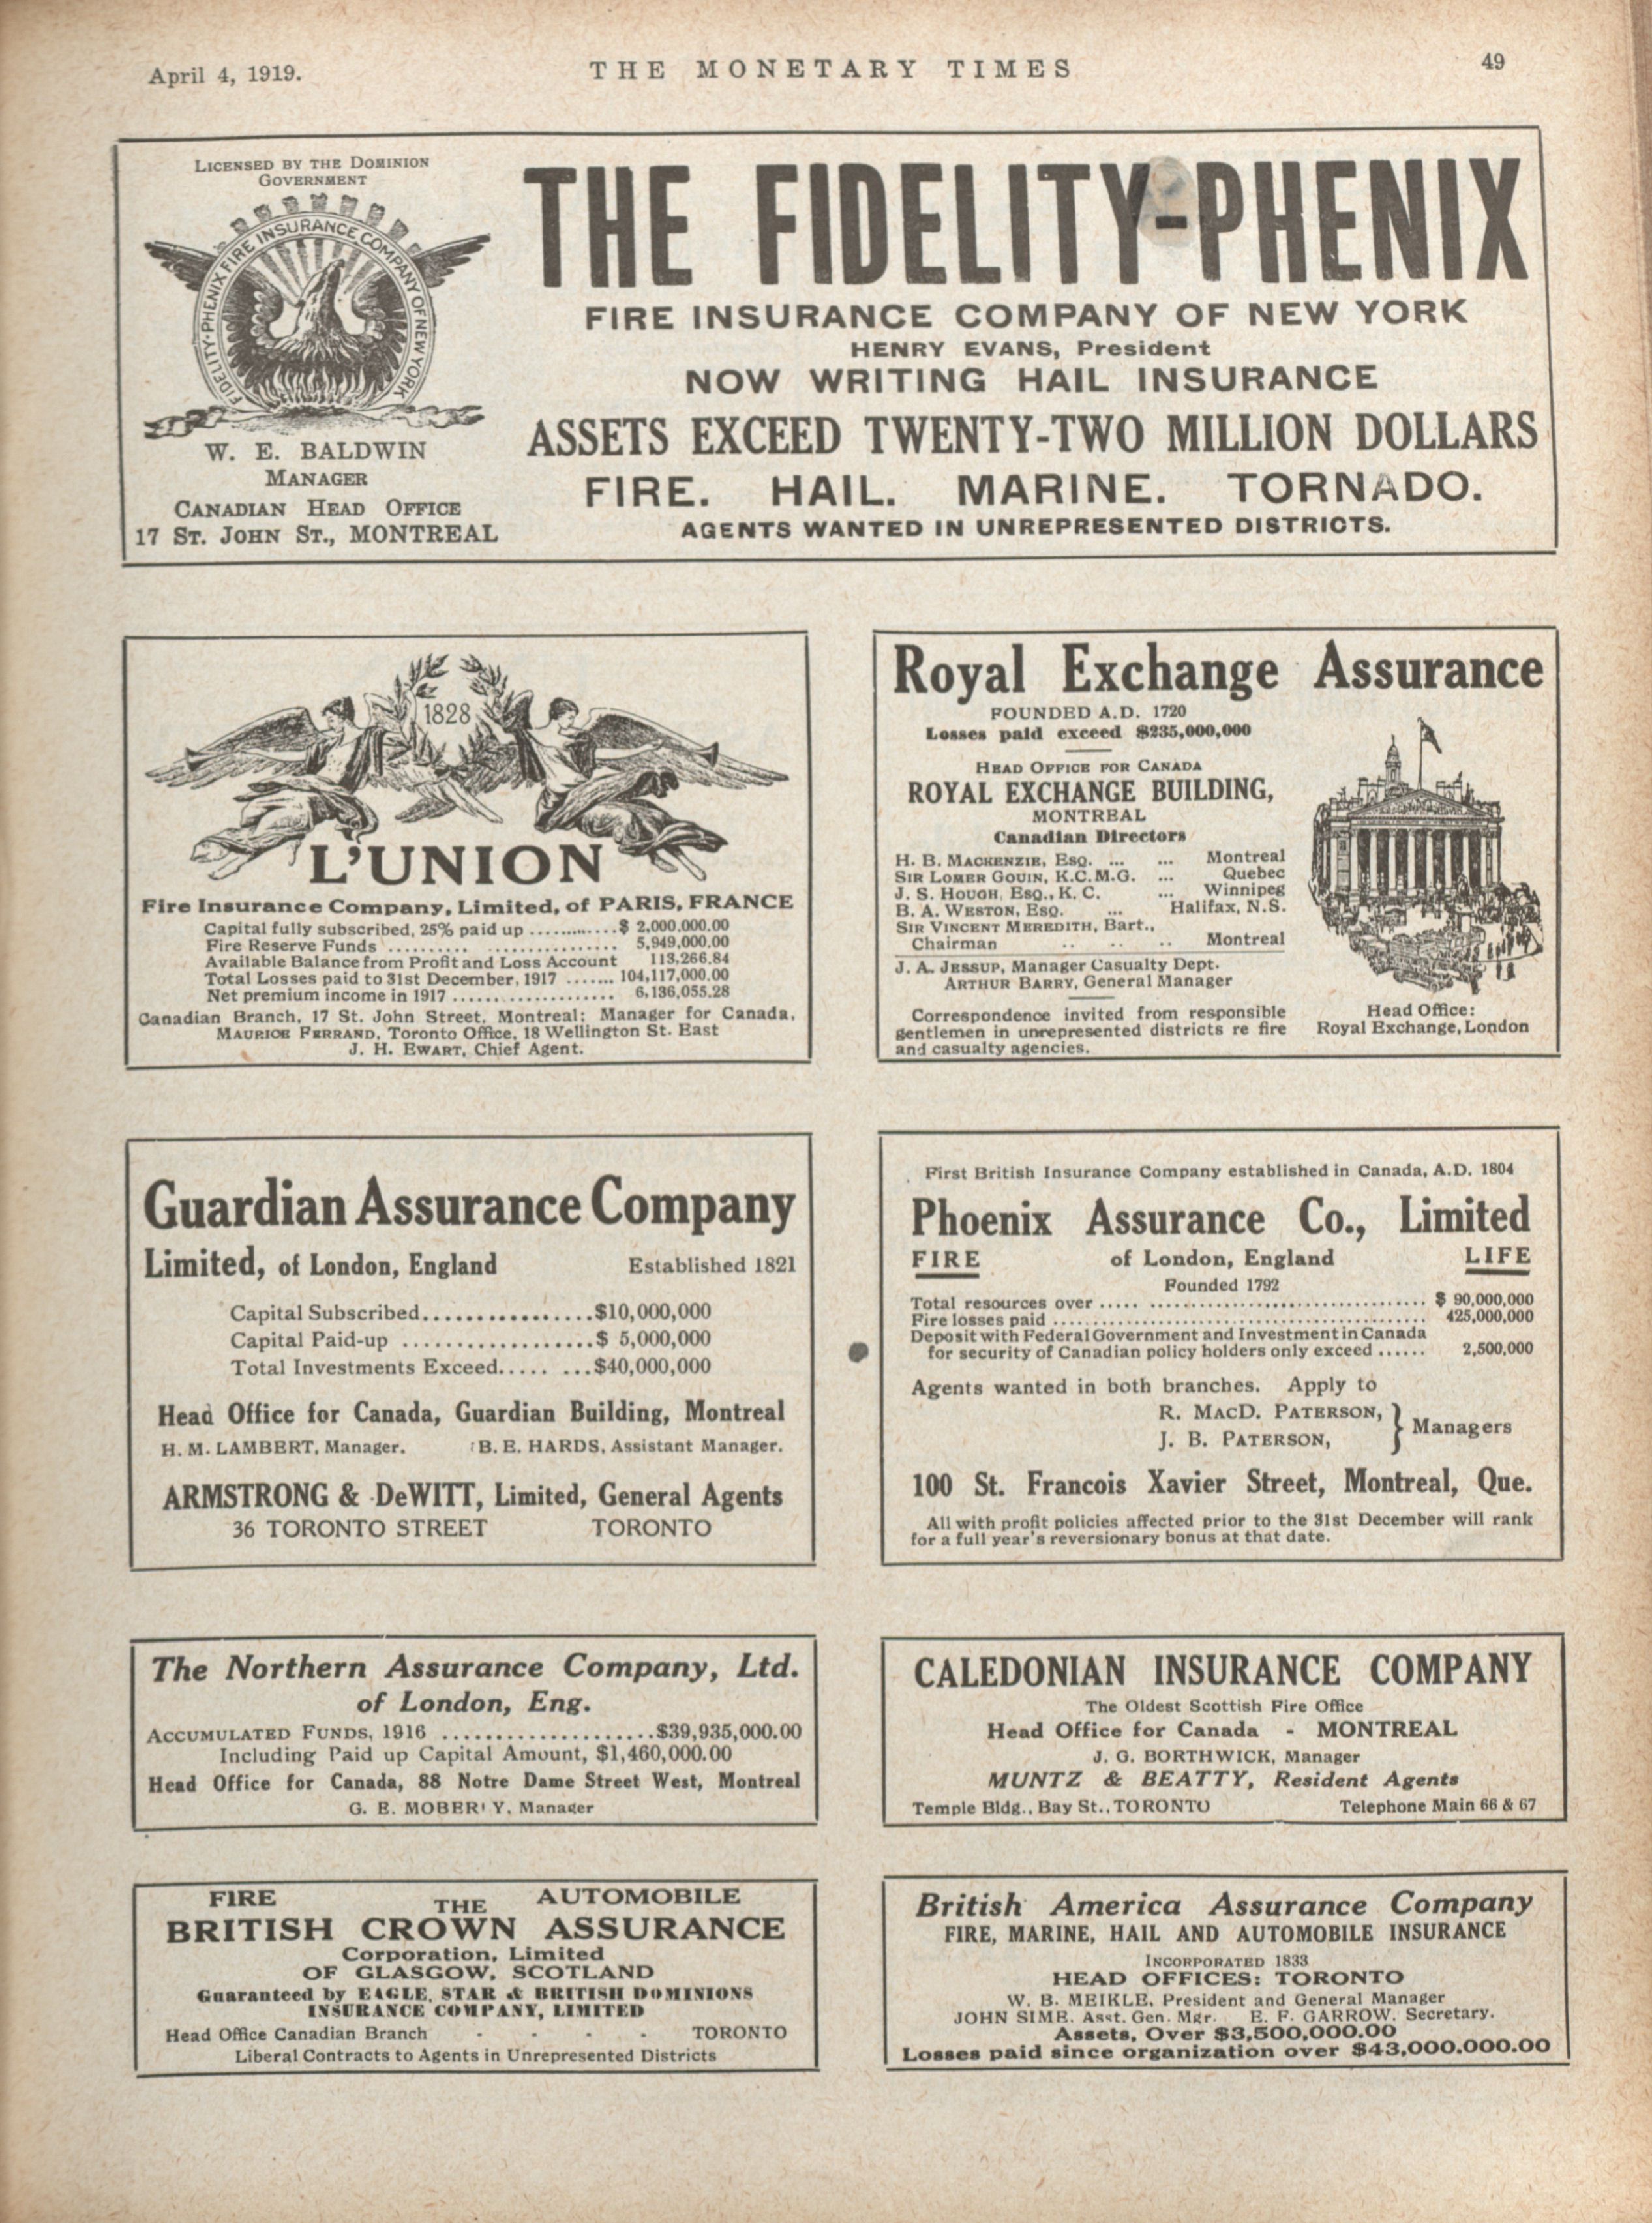 April 4, 1919.
THE MONETARY TIMES
49
LICENSED BY THE DOMINION
GOVERNMENT
FIDELITY-PHENIX FIRE INSURANCE COMPANY OF NEW YORK
W. E. BALDWIN
MANAGER
CANADIAN HEAD OFFICE
17 ST. JOHN ST., MONTREAL
THE FIDELITY-PHENIX
FIRE INSURANCE COMPANY OF NEW YORK
HENRY EVANS, President
NOW WRITING HAIL INSURANCE
ASSETS EXCEED TWENTY-TWO MILLION DOLLARS
FIRE. HAIL. MARINE. TORNADO.
AGENTS WANTED IN UNREPRESENTED DISTRICTS.
1828
L'UNION
Fire Insurance Company, Limited, of PARIS, FRANCE
Capital fully subscribed, 25% paid up ........... $ 2,000,000.00
Fire Reserve Funds .......... ................ 5,949,000.00
Available Balance from Profit and Loss Account 113,266.84
Total Losses paid to 31st December, 1917 ....... 104,117,000.00
Net premium income in 1917 .................... 6,136,055.28
Canadian Branch, 17 St. John Street, Montreal; Manager for Canada,
MAURICE FERRAND, Toronto Office, 18 Wellington St. East
J. H. EWART, Chief Agent.
Royal Exchange Assurance
FOUNDED A.D. 1720
Losses paid exceed $235,000,000
HEAD OFFICE FOR CANADA
ROYAL EXCHANGE BUILDING,
MONTREAL
Canadian Directors
H. B. MACKENZIE, ESQ. ... ... Montreal
SIR LOMER GOUIN, K.C.M.G. ... Quebec
J. S. HOUGH, ESQ., K. C. ... Winnipeg
B. A. WESTON, ESQ. ... Halifax, N.S.
SIR VINCENT MEREDITH, Bart.,
Chairman .. .. .. Montreal
J. A. JESSUP, Manager Casualty Dept.
ARTHUR BARRY, General Manager
Correspondence invited from responsible
gentlemen in unrepresented districts re fire
and casualty agencies.
Head Office:
Royal Exchange, London
Guardian Assurance Company
Limited, of London, England Established 1821
Capital Subscribed................$10,000,000
Capital Paid-up ..................$ 5,000,000
Total Investments Exceed..... ...$40,000,000
Head Office for Canada, Guardian Building, Montreal
H. M. LAMBERT, Manager. B. E. HARDS, Assistant Manager.
ARMSTRONG & DeWITT, Limited, General Agents
36 TORONTO STREET TORONTO
First British Insurance Company established in Canada, A.D. 1804
Phoenix Assurance Co., Limited
FIRE of London, England LIFE
Founded 1792
Total resources over ..... .................................. $ 90,000,000
Fire losses paid ............................................. 425,000,000
Deposit with Federal Government and Investment in Canada
for security of Canadian policy holders only exceed ...... 2,500,000
Agents wanted in both branches. Apply to
R. MACD. PATERSON,
J. B. PATERSON,
} Managers
100 St. Francois Xavier Street, Montreal, Que.
All with profit policies affected prior to the 31st December will rank
for a full year's reversionary bonus at that date.
The Northern Assurance Company, Ltd.
of London, Eng.
ACCUMULATED FUNDS, 1916 ....................$39,935,000.00
Including Paid up Capital Amount, $1,460,000.00
Head Office for Canada, 88 Notre Dame Street West, Montreal
G. E. MOBERLY, Manager
CALEDONIAN INSURANCE COMPANY
The Oldest Scottish Fire Office
Head Office for Canada - MONTREAL
J. G. BORTHWICK, Manager
MUNTZ & BEATTY, Resident Agents
Temple Bldg., Bay St., TORONTO Telephone Main 66 & 67
FIRE THE AUTOMOBILE
BRITISH CROWN ASSURANCE
Corporation, Limited
OF GLASGOW, SCOTLAND
Guaranteed by EAGLE, STAR & BRITISH DOMINIONS
INSURANCE COMPANY, LIMITED
Head Office Canadian Branch - - - - TORONTO
Liberal Contracts to Agents in Unrepresented Districts
British America Assurance Company
FIRE, MARINE, HAIL AND AUTOMOBILE INSURANCE
INCORPORATED 1833
HEAD OFFICES: TORONTO
W. B. MEIKLE, President and General Manager
JOHN SIME, Asst. Gen. Mgr. E. F. GARROW, Secretary.
Assets, Over $3,500,000.00
Losses paid since organization over $43,000,000.00